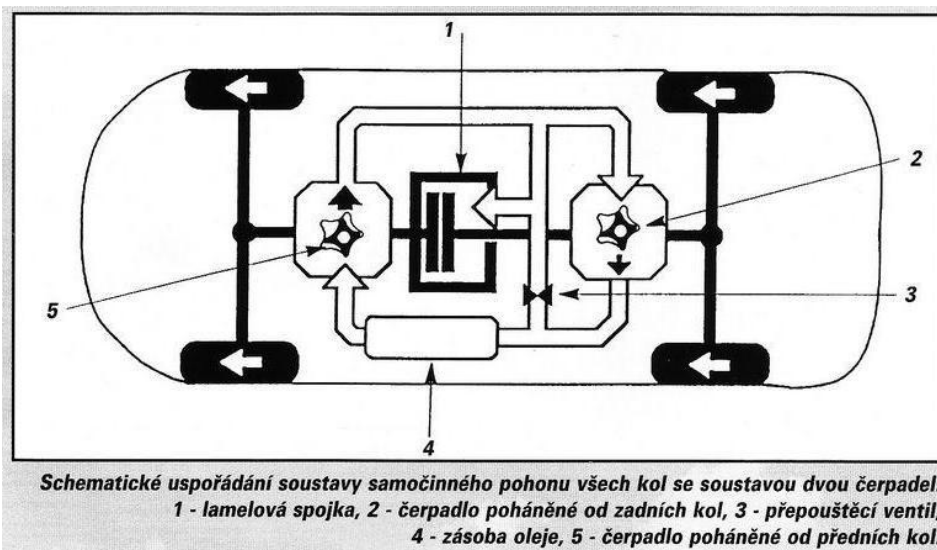 1
2
3
4
5
Schematické uspořádání soustavy samočinného pohonu všech kol se soustavou dvou čerpadel.
1 - lamelová spojka, 2 - čerpadlo poháněné od zadních kol, 3 - přepouštěcí ventil,
4 - zásoba oleje, 5 - čerpadlo poháněné od předních kol.